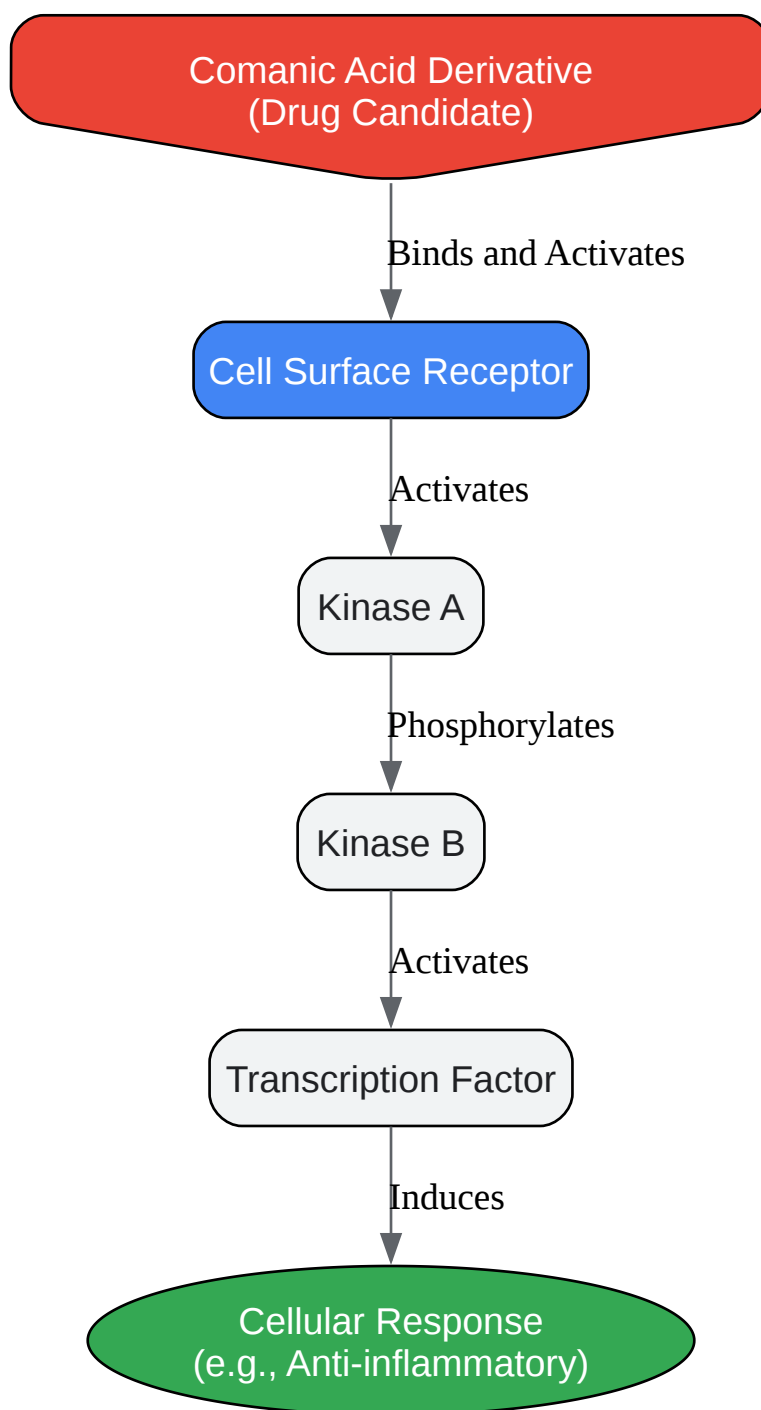 Comanic Acid Derivative
(Drug Candidate)
Binds and Activates
Cell Surface Receptor
Activates
Kinase A
Phosphorylates
Kinase B
Activates
Transcription Factor
Induces
Cellular Response
(e.g., Anti-inflammatory)